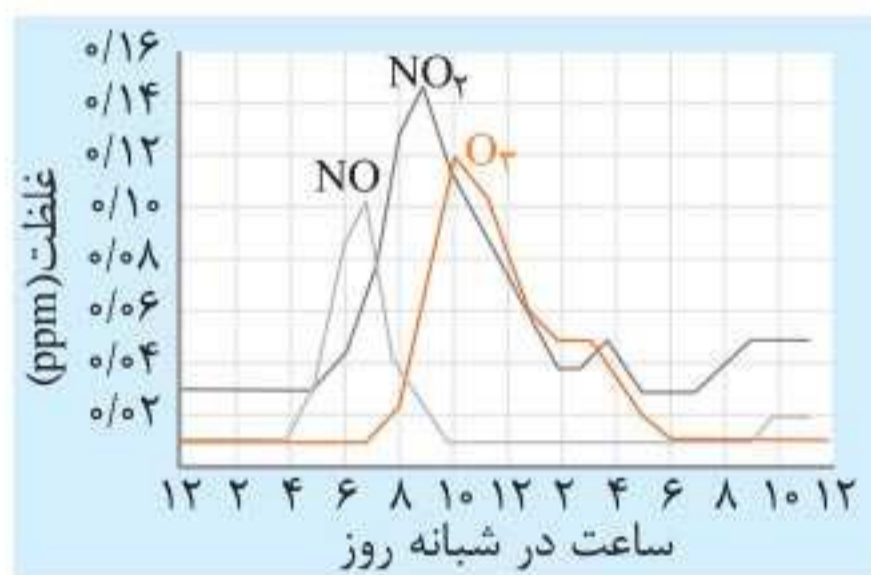 غلظت (ppm)
۰/۱۶
۰/۱۴
۰/۱۲
۰/۱۰
۰/۰۸
۰/۰۶
۰/۰۴
۰/۰۲
NO۲
O۳
NO
۱۲ ۲ ۴ ۶ ۸ ۱۰ ۱۲ ۲ ۴ ۶ ۸ ۱۰ ۱۲
ساعت در شبانه روز